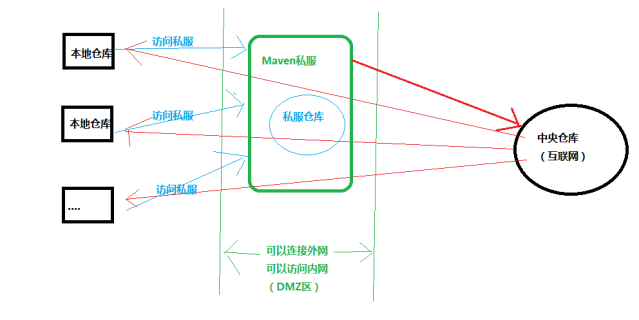 本地仓库
访问私服
Maven私服
本地仓库
访问私服
私服仓库
中央仓库
（互联网）
....
访问私服
可以连接外网
可以访问内网
（DMZ区）